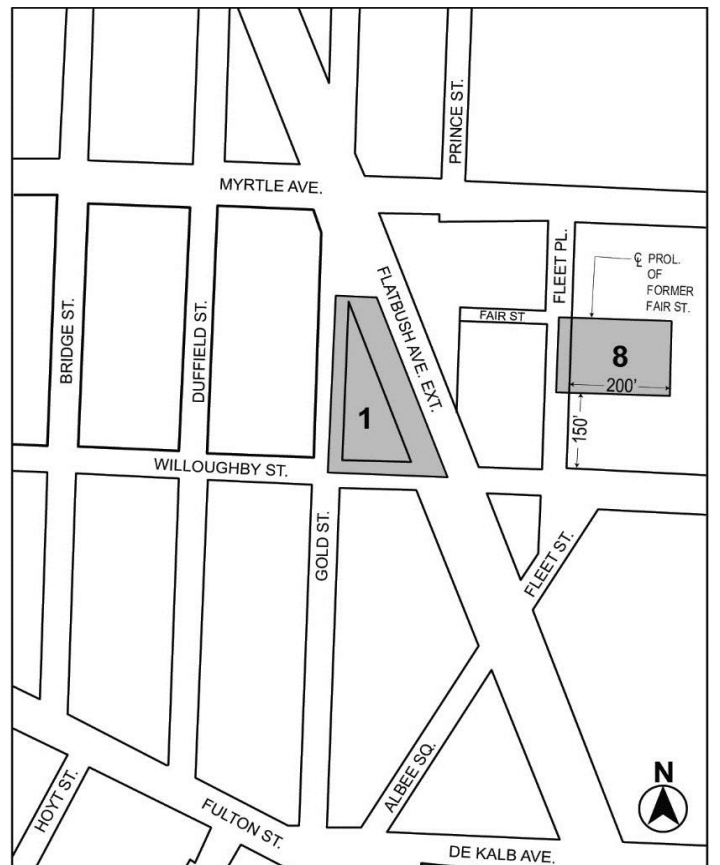 PRINCE ST.
MYRTLE AVE.
FLEET PL.
℄ PROL.
OF
FORMER
FAIR ST.
FLATBUSH AVE. EXT.
FAIR ST
BRIDGE ST.
DUFFIELD ST.
8
200'
1
150'
WILLOUGHBY ST.
GOLD ST.
FLEET ST.
ALBEE SQ.
N
HOYT ST.
FULTON ST.
DE KALB AVE.